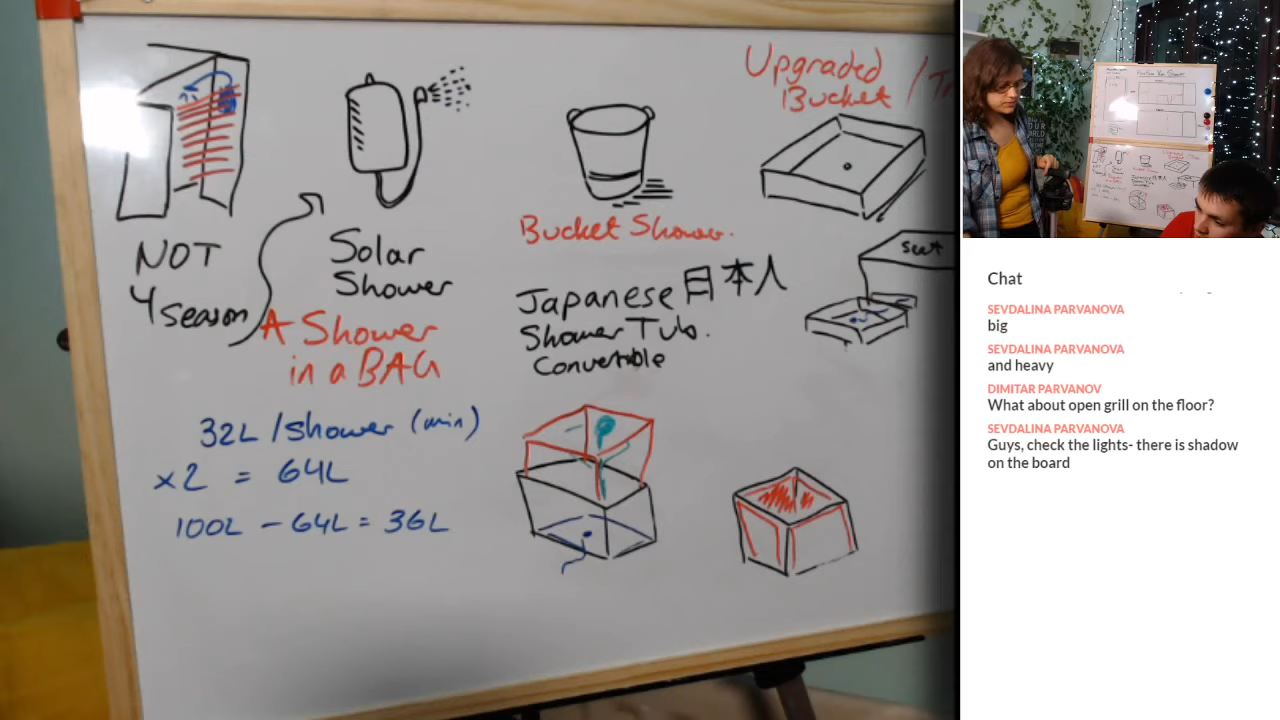 Upgraded
Bucket /
NOT
4 Season
Solar
Shower
A Shower
in a BAG
Bucket Shower.
Japanese 日本人
Shower Tub.
Convertible
Seat
32L / shower (min)
x2 = 64L
100L - 64L = 36L
Chat
SEVDALINA PARVANOVA
big
SEVDALINA PARVANOVA
and heavy
DIMITAR PARVANOV
What about open grill on the floor?
SEVDALINA PARVANOVA
Guys, check the lights- there is shadow
on the board